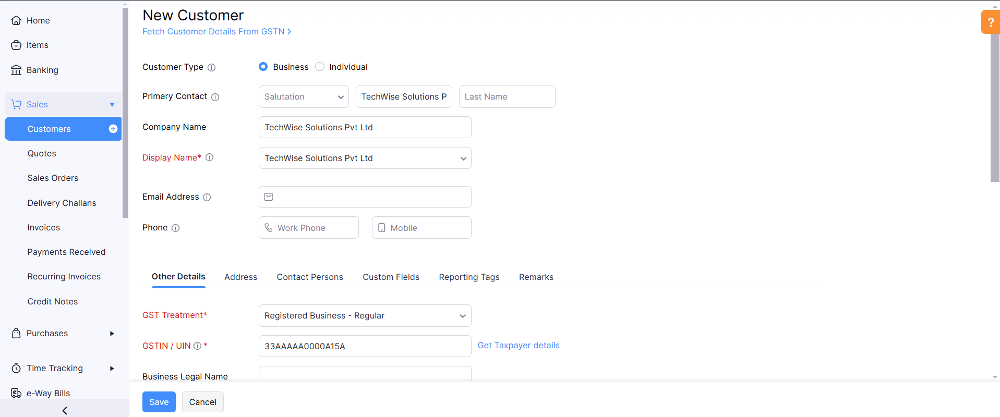 Home
Items
Banking
Sales
Customers
Quotes
Sales Orders
Delivery Challans
Invoices
Payments Received
Recurring Invoices
Credit Notes
Purchases
Time Tracking
e-Way Bills
New Customer
Fetch Customer Details From GSTN
?
Customer Type
Business Individual
Primary Contact
Salutation TechWise Solutions P Last Name
Company Name
TechWise Solutions Pvt Ltd
Display Name*
TechWise Solutions Pvt Ltd
Email Address
Phone
Work Phone Mobile
Other Details Address Contact Persons Custom Fields Reporting Tags Remarks
GST Treatment*
Registered Business - Regular
GSTIN / UIN *
33AAAAA0000A15A Get Taxpayer details
Business Legal Name
Save Cancel